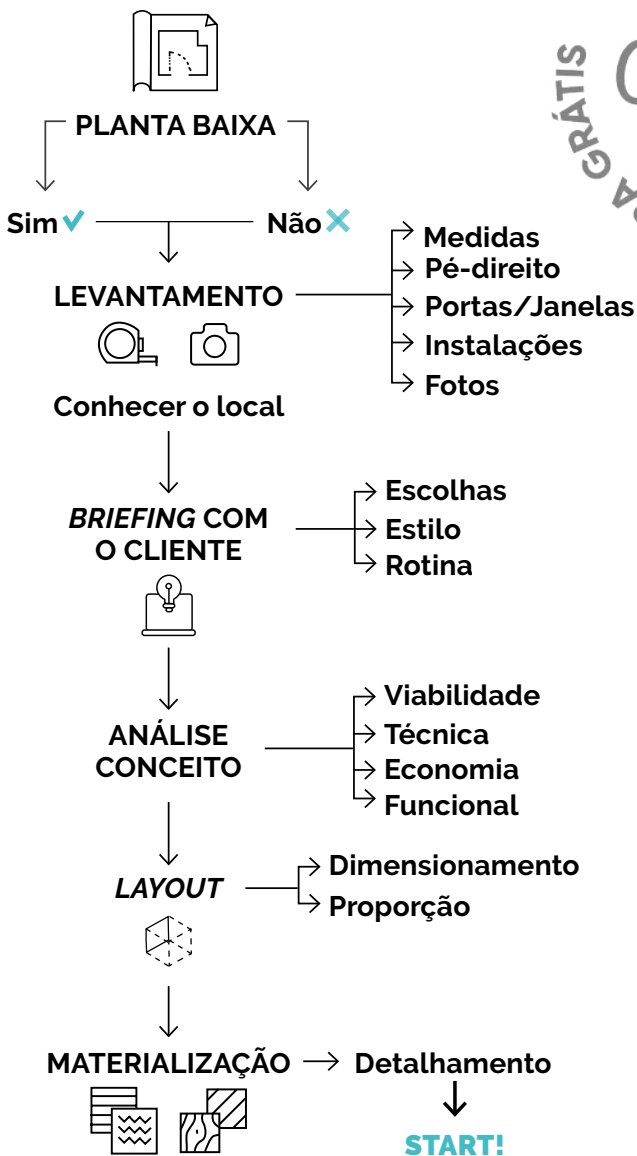 PLANTA BAIXA
Sim
Não
LEVANTAMENTO
Conhecer o local
Medidas
Pé-direito
Portas/Janelas
Instalações
Fotos
BRIEFING COM
O CLIENTE
Escolhas
Estilo
Rotina
ANÁLISE
CONCEITO
Viabilidade
Técnica
Economia
Funcional
LAYOUT
Dimensionamento
Proporção
MATERIALIZAÇÃO
Detalhamento
START!
GRÁTIS